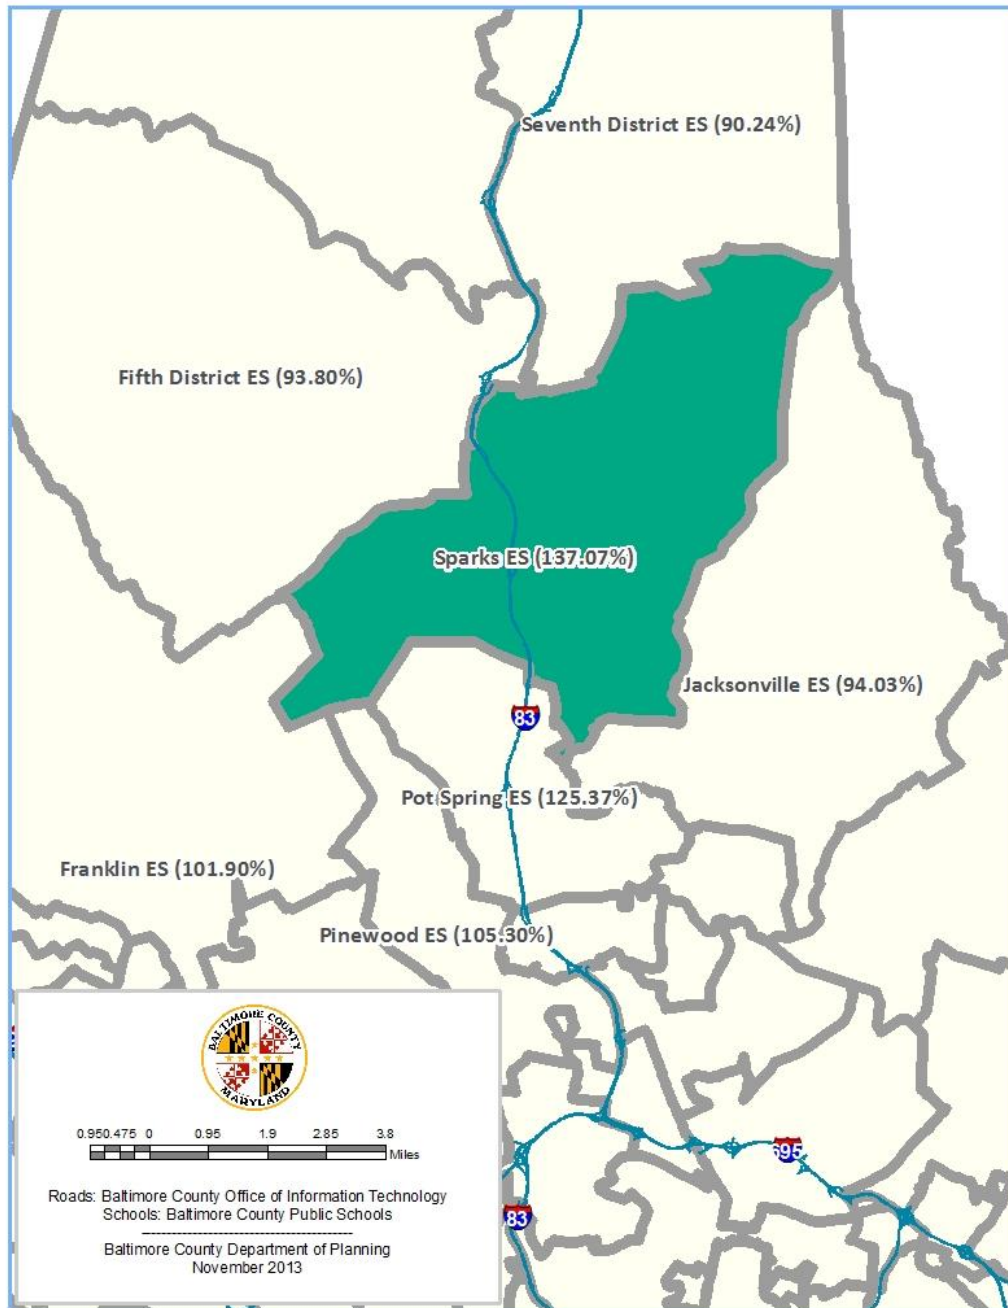 Seventh District ES (90.24%)
Fifth District ES (93.80%)
Sparks ES (137.07%)
Jacksonville ES (94.03%)
83
Pot Spring ES (125.37%)
Franklin ES (101.90%)
Pinewood ES (105.30%)
BALTIMORE COUNTY
MARYLAND
0.95 0.475 0 0.95 1.9 2.85 3.8
Miles
695
Roads: Baltimore County Office of Information Technology
Schools: Baltimore County Public Schools
83
Baltimore County Department of Planning
November 2013